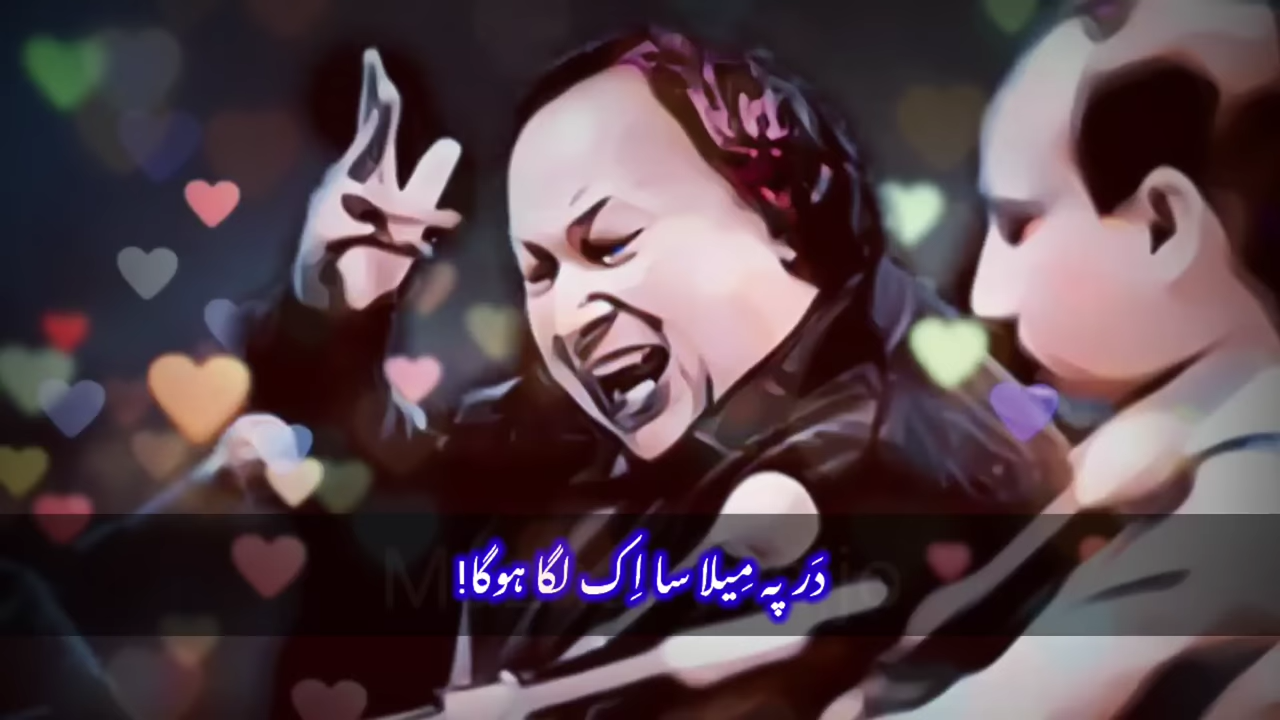 دَر پہ مِیلا سا اِک لگا ہوگا!